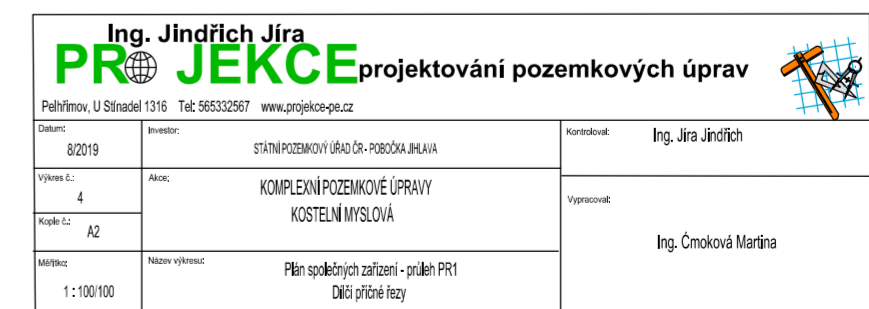 Ing. Jindřich Jíra
PROJEKCE projektování pozemkových úprav
Pelhřimov, U Stínadel 1316 Tel: 565332567 www.projekce-pe.cz
Datum:
8/2019
Investor:
STÁTNÍ POZEMKOVÝ ÚŘAD ČR - POBOČKA JIHLAVA
Kontroloval:
Ing. Jíra Jindřich
Výkres č.:
4
Akce:
KOMPLEXNÍ POZEMKOVÉ ÚPRAVY
KOSTELNÍ MYSLOVÁ
Vypracoval:
Ing. Čmoková Martina
Kopie č.:
A2
Měřítko:
1 : 100/100
Název výkresu:
Plán společných zařízení - průleh PR1
Dílčí příčné řezy